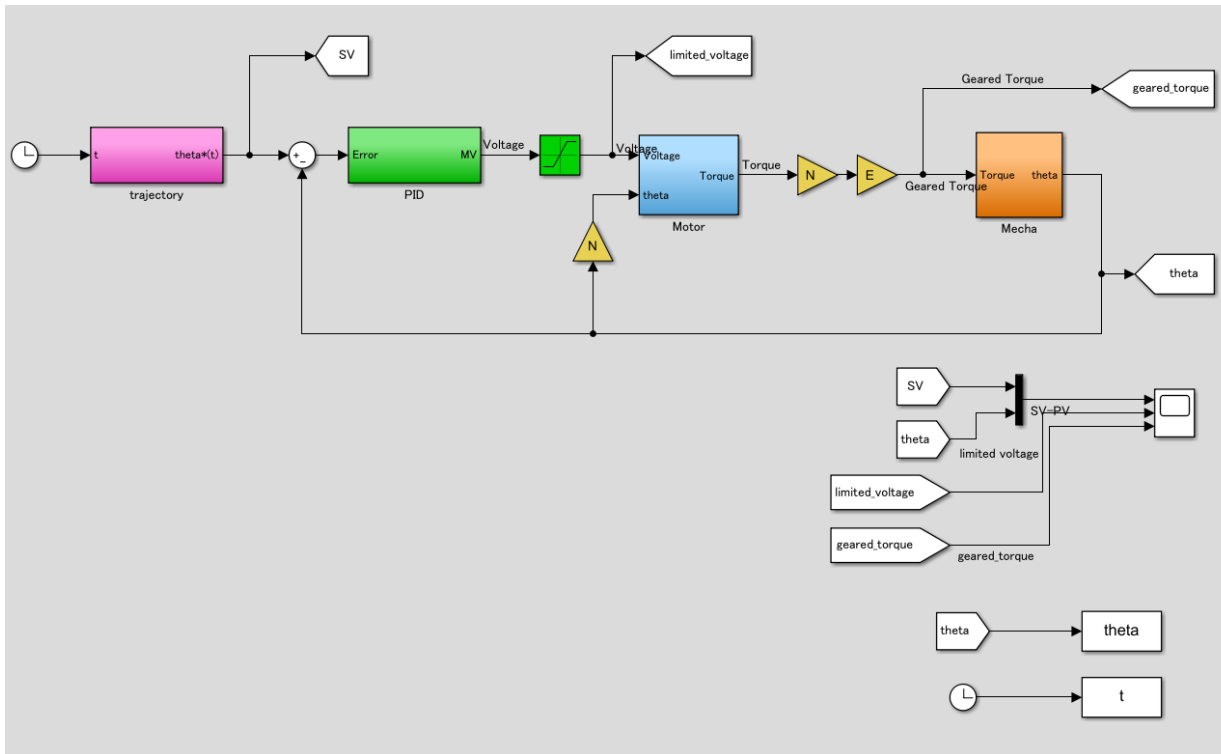 SV
limited_voltage
Geared Torque
geared_torque
t
theta*(t)
trajectory
+
−
Error
MV
PID
Voltage
Voltage
Voltage
theta
Torque
Motor
Torque
N
E
Geared Torque
Torque
theta
Mecha
N
theta
SV
SV-PV
theta
limited voltage
limited_voltage
geared_torque
geared_torque
theta
theta
t